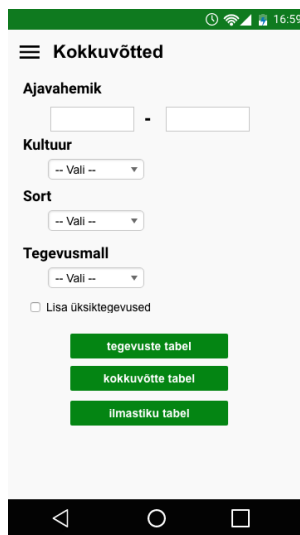 16:59
Kokkuvõtted
Ajavahemik
-
Kultuur
-- Vali --
Sort
-- Vali --
Tegevusmall
-- Vali --
Lisa üksiktegevused
tegevuste tabel
kokkuvõtte tabel
ilmastiku tabel